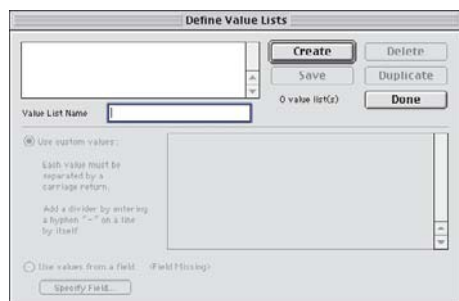 Define Value Lists
Create
Delete
Save
Duplicate
0 value list(s)
Done
Value List Name
Use custom values:
Each value must be
separated by a
carriage return.
Add a divider by entering
a hyphen "-" on a line
by itself
Use values from a field
<Field Missing>
Specify Field...